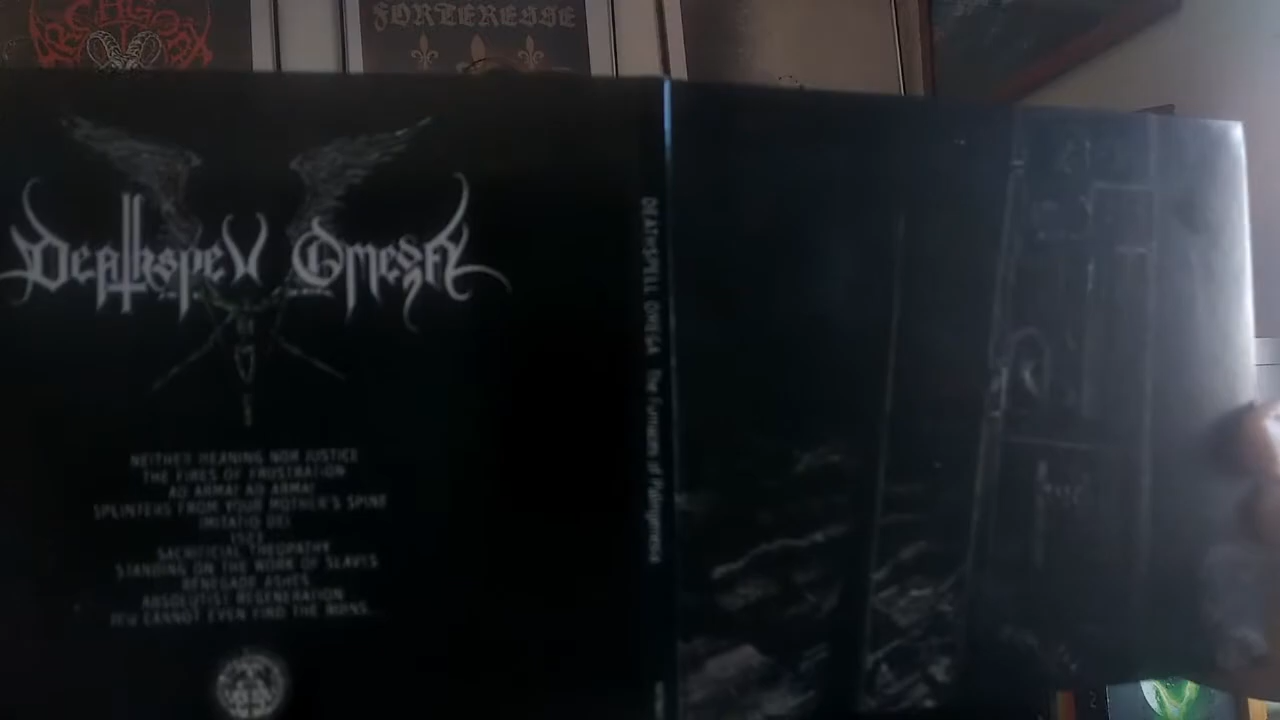 FORTERESSE
Deathspell Omega
NEITHER MEANING NOR JUSTICE
THE FIRES OF FRUSTRATION
AD ARMA! AD ARMA!
SPLINTERS FROM YOUR MOTHER'S SPINE
IMITATIO DEI
1523
SACRIFICIAL THEOPATHY
STANDING ON THE WORK OF SLAVES
RENEGADE ASHES
ABSOLUTIST REGENERATION
YOU CANNOT EVEN FIND THE RUINS...
DEATHSPELL OMEGA The Furnaces of Palingenesia